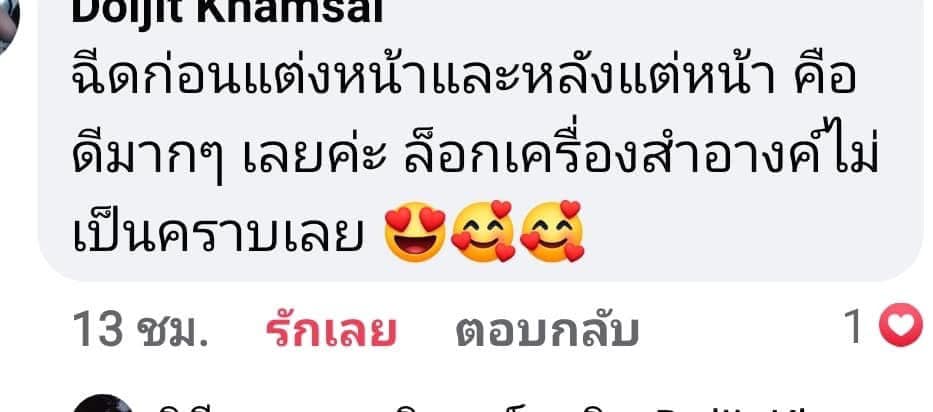 Doijit Khamsai
ฉีดก่อนแต่งหน้าและหลังแต่หน้า คือ
ดีมากๆ เลยค่ะ ล็อกเครื่องสำอางค์ไม่
เป็นคราบเลย 😍🥰🥰
13 ชม. รักเลย ตอบกลับ 1